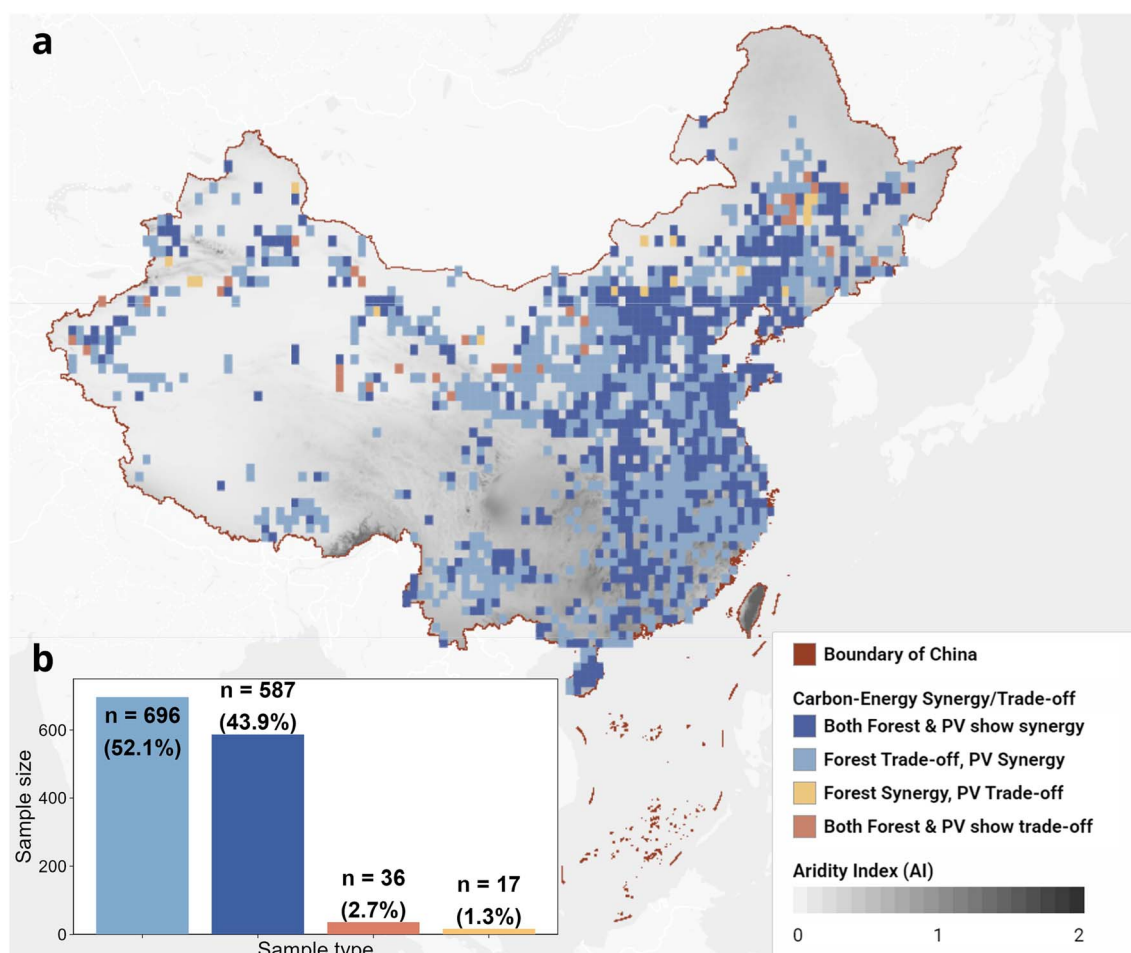 a
b
n = 696
(52.1%)
n = 587
(43.9%)
n = 36
(2.7%)
n = 17
(1.3%)
600
400
200
0
Sample size
Sample type
Boundary of China
Carbon-Energy Synergy/Trade-off
Both Forest & PV show synergy
Forest Trade-off, PV Synergy
Forest Synergy, PV Trade-off
Both Forest & PV show trade-off
Aridity Index (AI)
0 1 2